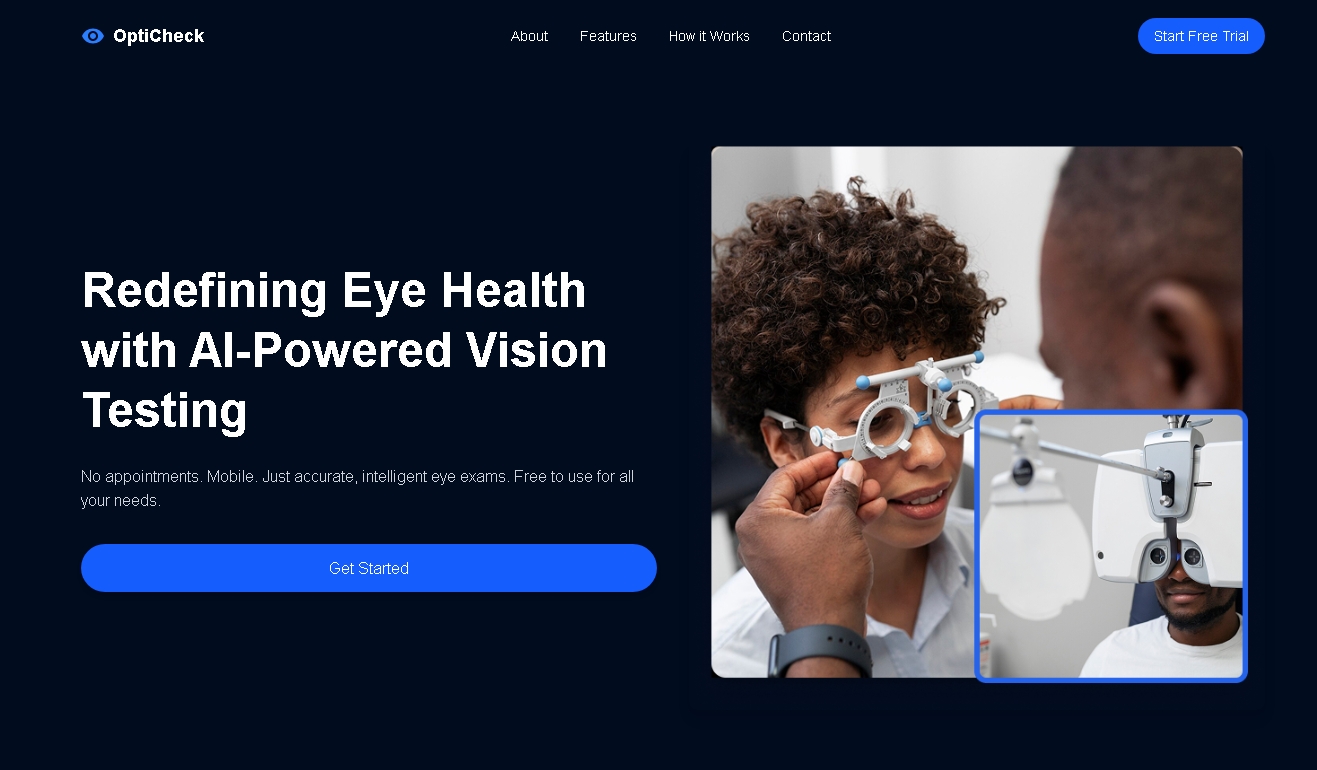 OptiCheck
About
Features
How it Works
Contact
Start Free Trial
Redefining Eye Health
with AI-Powered Vision
Testing
No appointments. Mobile. Just accurate, intelligent eye exams. Free to use for all
your needs.
Get Started